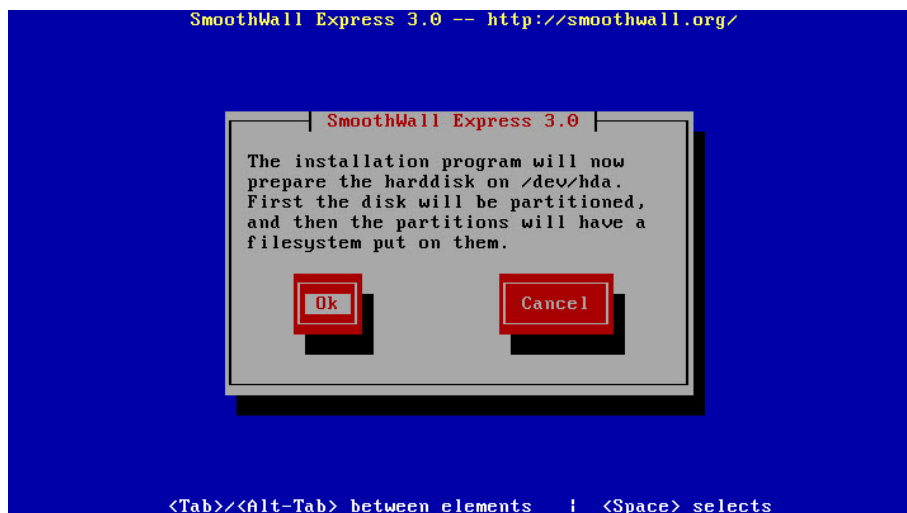 SmoothWall Express 3.0 -- http://smoothwall.org/
SmoothWall Express 3.0
The installation program will now
prepare the harddisk on /dev/hda.
First the disk will be partitioned,
and then the partitions will have a
filesystem put on them.
Ok Cancel
<Tab>/<Alt-Tab> between elements | <Space> selects